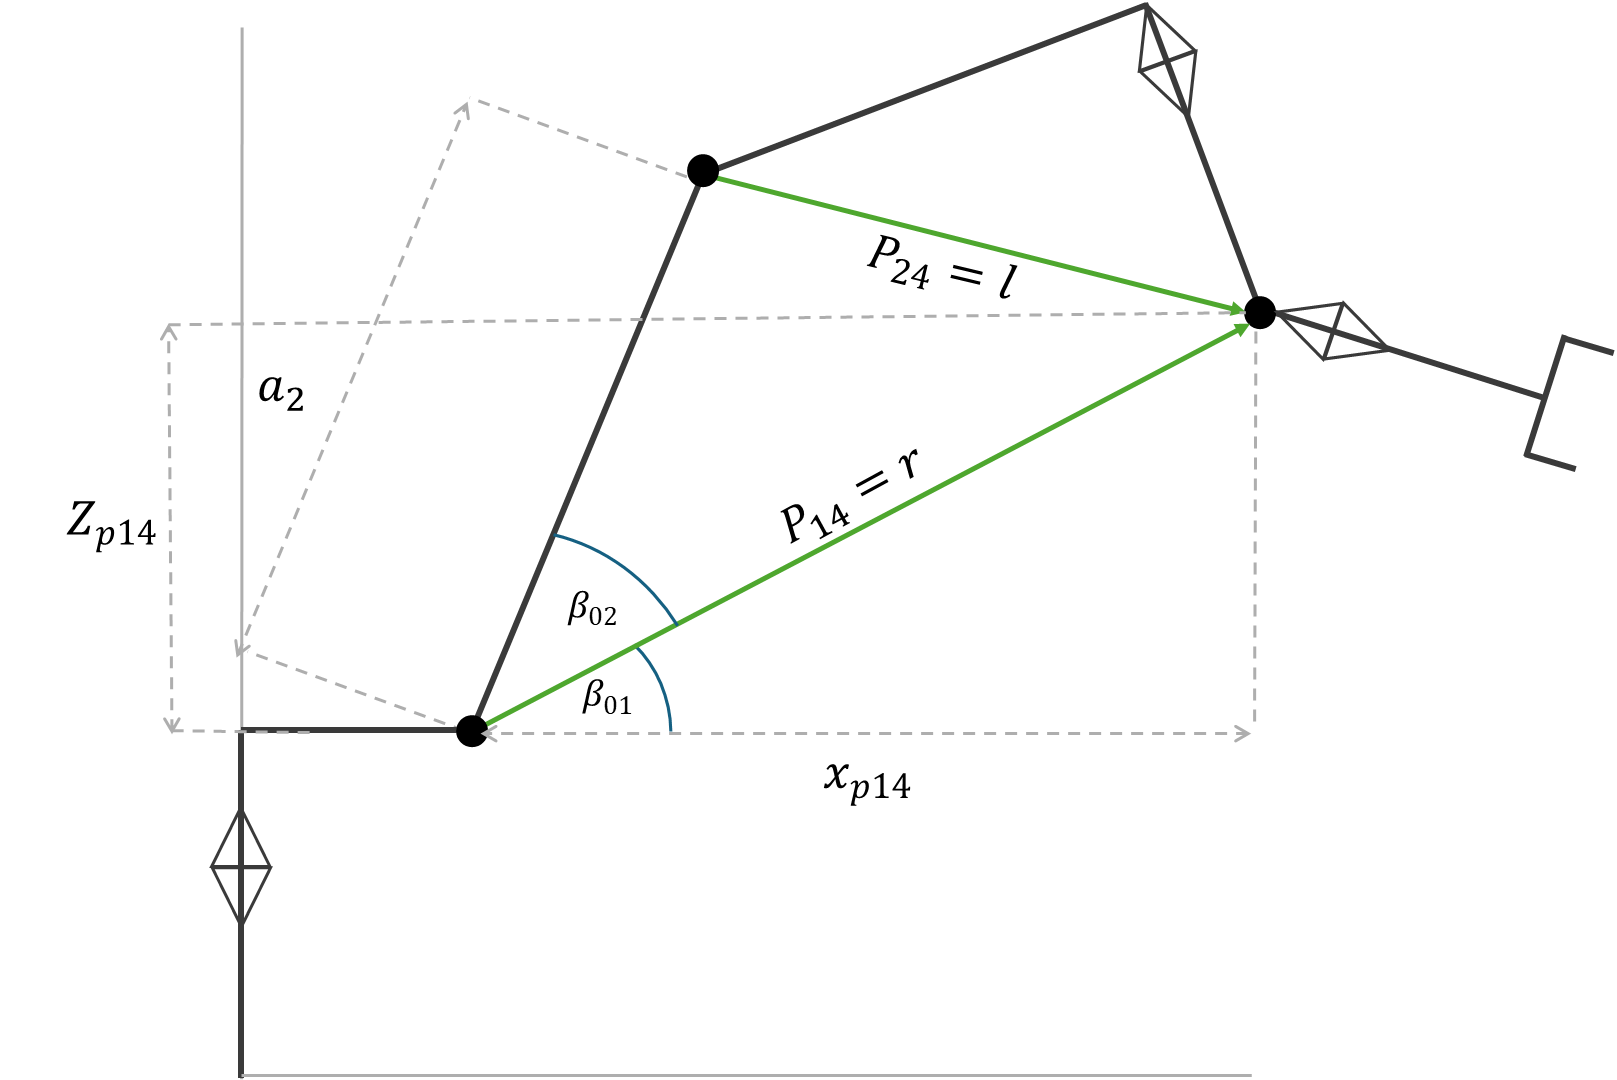 P₂₄ = l
a₂
P₁₄ = r
Zₚ₁₄
β₀₂
β₀₁
xₚ₁₄